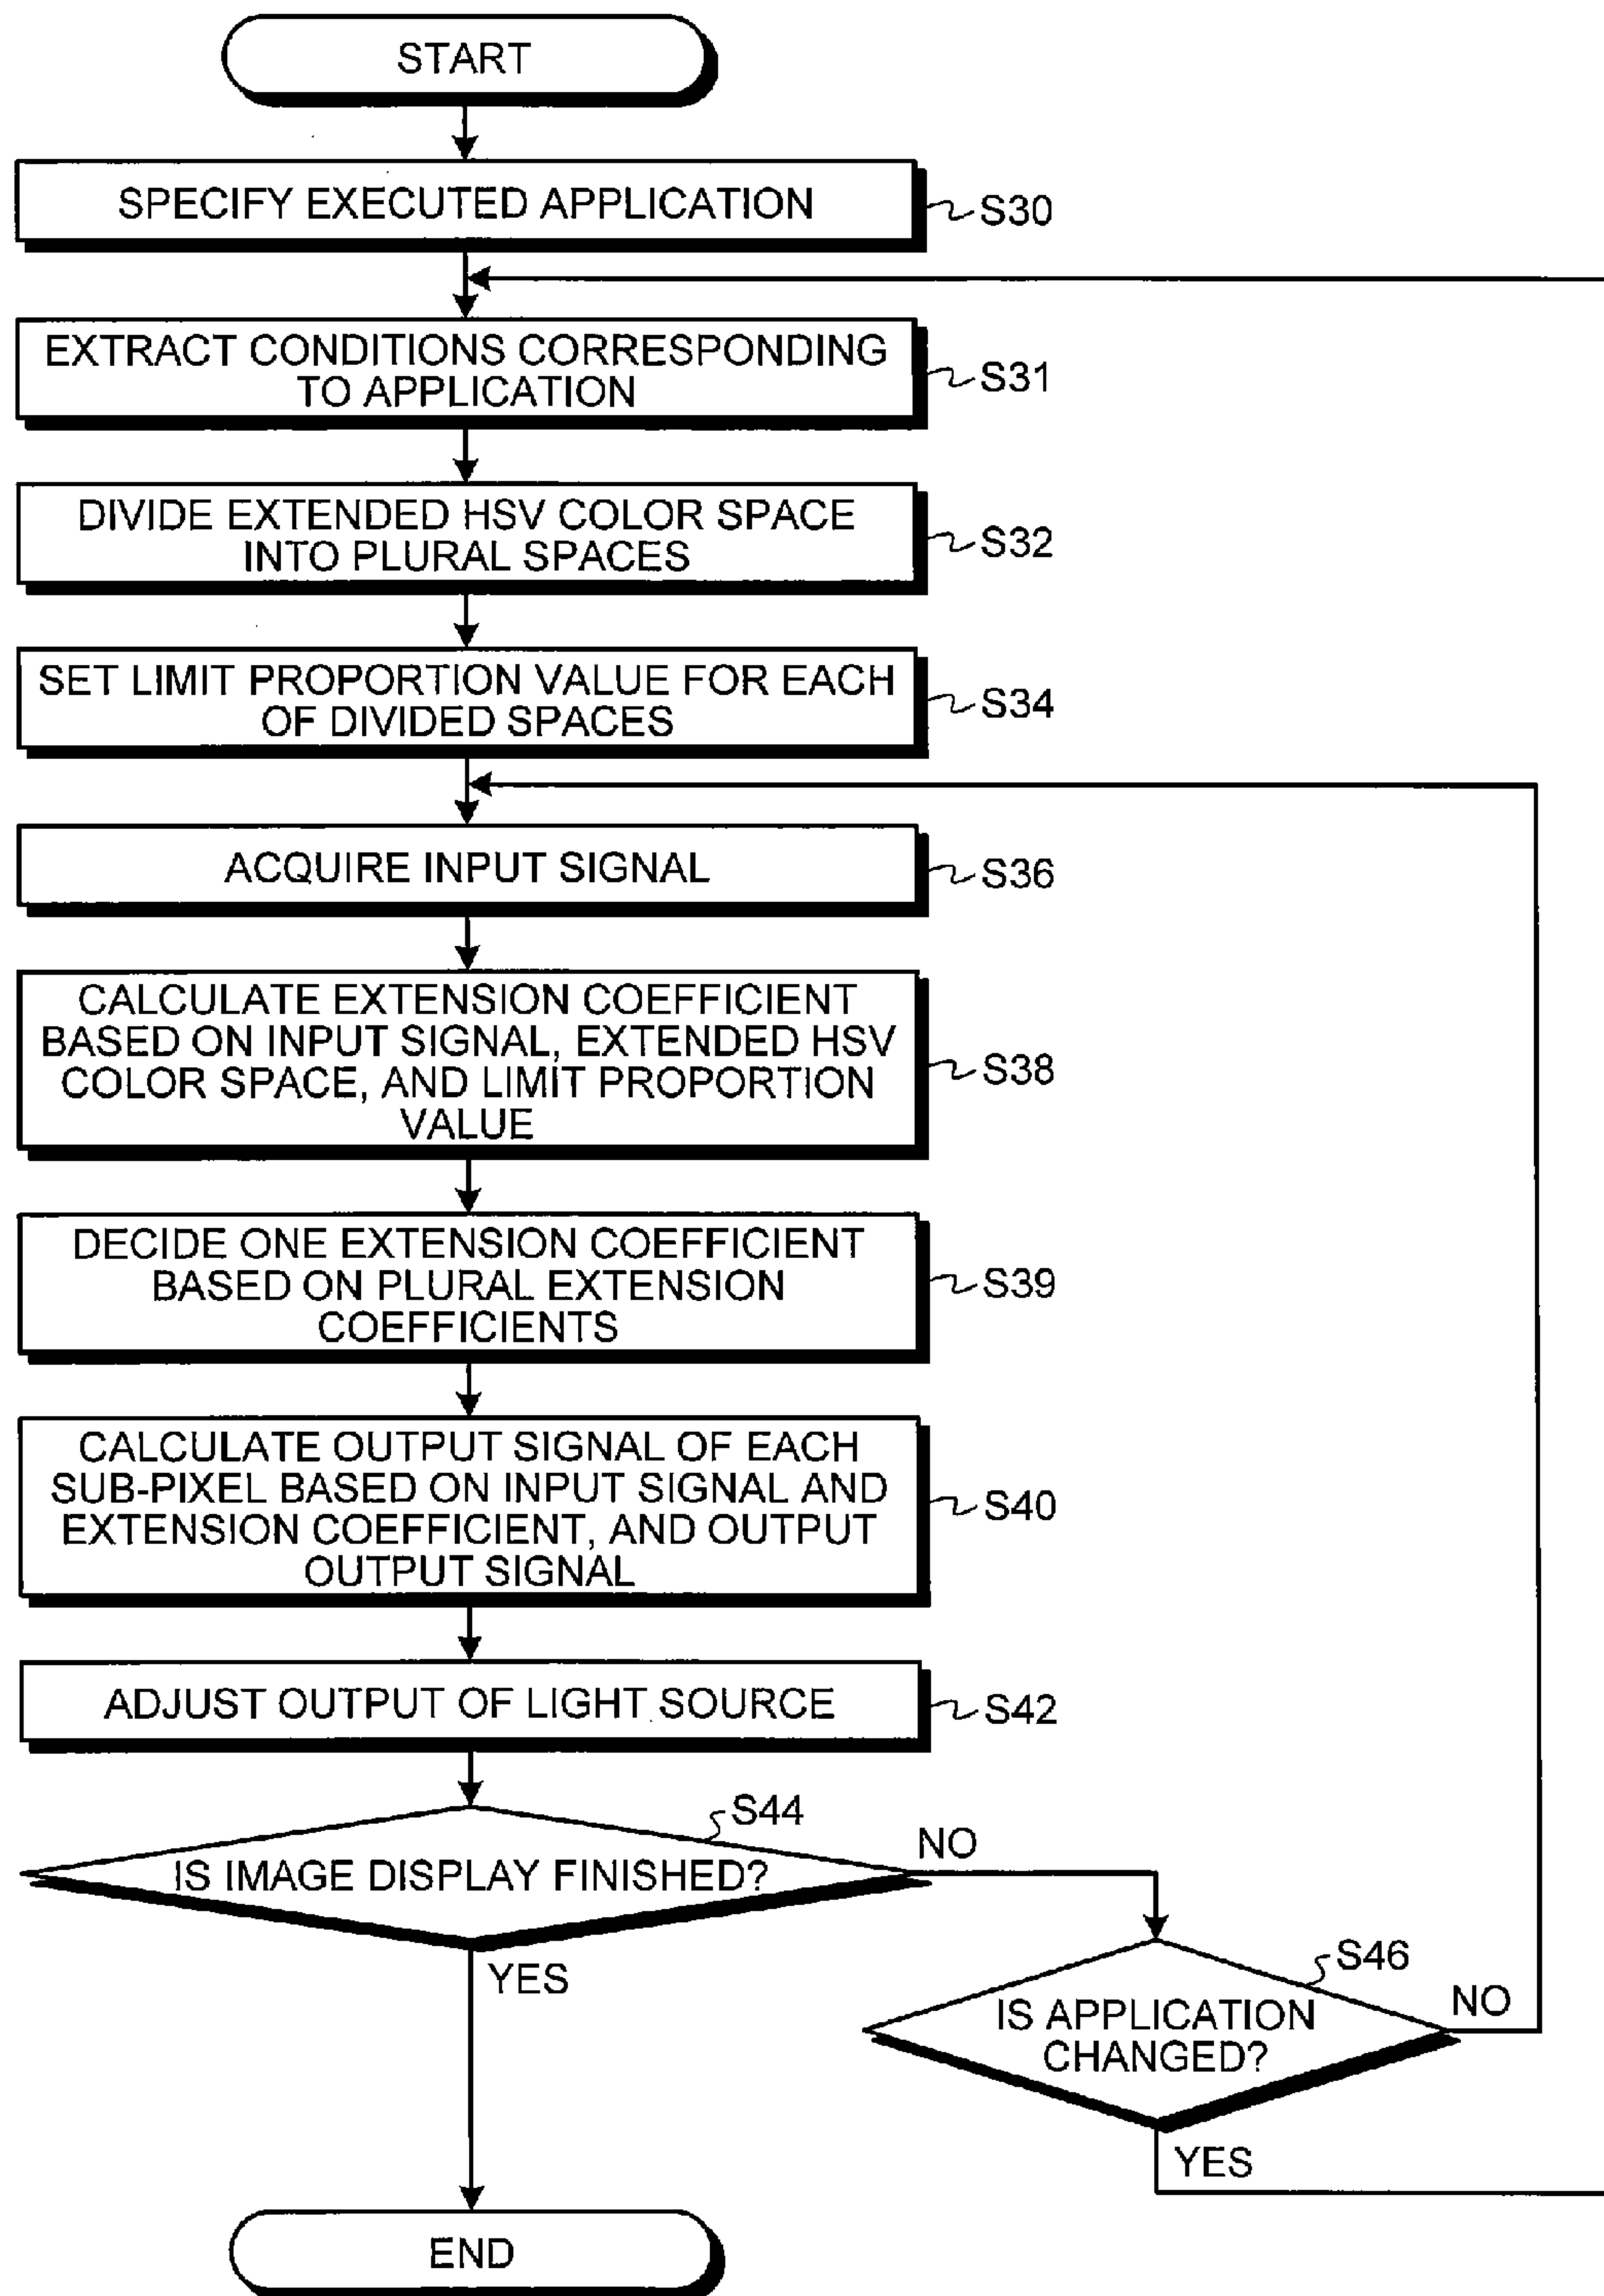 START
SPECIFY EXECUTED APPLICATION
S30
EXTRACT CONDITIONS CORRESPONDING
TO APPLICATION
S31
DIVIDE EXTENDED HSV COLOR SPACE
INTO PLURAL SPACES
S32
SET LIMIT PROPORTION VALUE FOR EACH
OF DIVIDED SPACES
S34
ACQUIRE INPUT SIGNAL
S36
CALCULATE EXTENSION COEFFICIENT
BASED ON INPUT SIGNAL, EXTENDED HSV
COLOR SPACE, AND LIMIT PROPORTION
VALUE
S38
DECIDE ONE EXTENSION COEFFICIENT
BASED ON PLURAL EXTENSION
COEFFICIENTS
S39
CALCULATE OUTPUT SIGNAL OF EACH
SUB-PIXEL BASED ON INPUT SIGNAL AND
EXTENSION COEFFICIENT, AND OUTPUT
OUTPUT SIGNAL
S40
ADJUST OUTPUT OF LIGHT SOURCE
S42
S44
IS IMAGE DISPLAY FINISHED?
NO
YES
S46
IS APPLICATION
CHANGED?
NO
YES
END